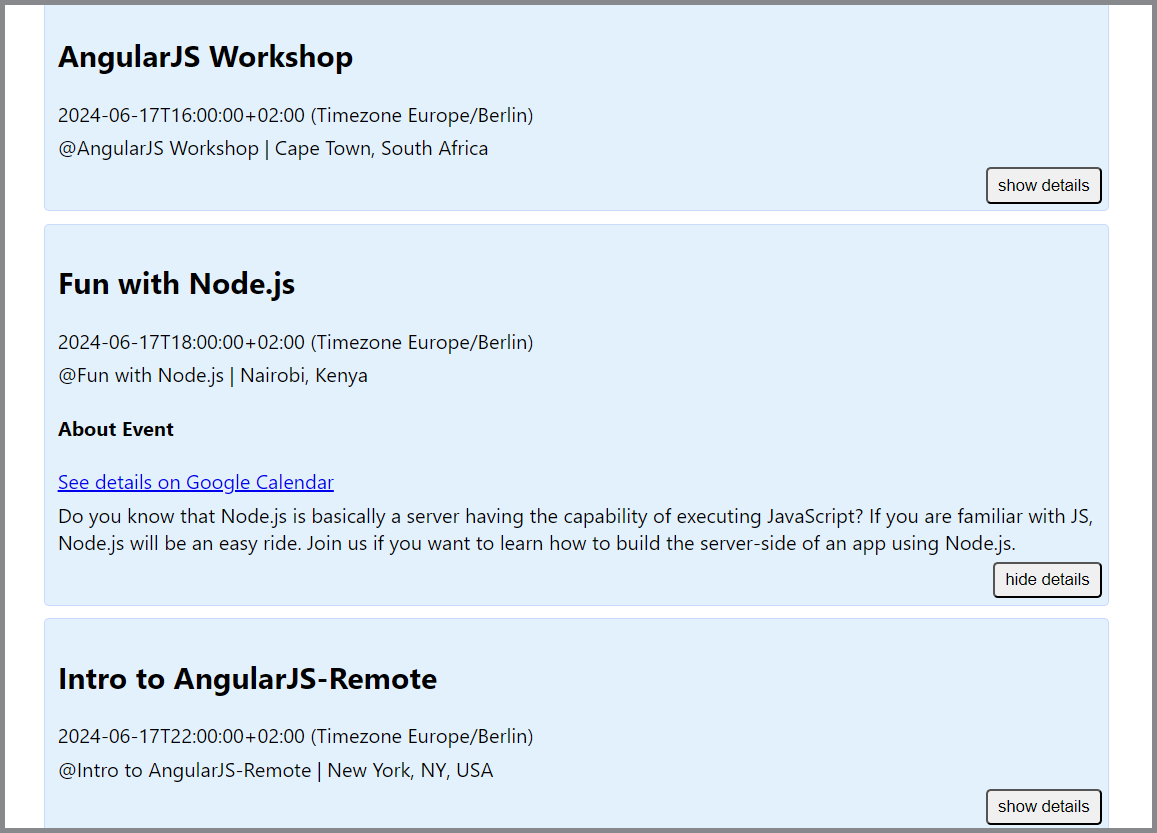 AngularJS Workshop
2024-06-17T16:00:00+02:00 (Timezone Europe/Berlin)
@AngularJS Workshop | Cape Town, South Africa
show details
Fun with Node.js
2024-06-17T18:00:00+02:00 (Timezone Europe/Berlin)
@Fun with Node.js | Nairobi, Kenya
About Event
See details on Google Calendar
Do you know that Node.js is basically a server having the capability of executing JavaScript? If you are familiar with JS,
Node.js will be an easy ride. Join us if you want to learn how to build the server-side of an app using Node.js.
hide details
Intro to AngularJS-Remote
2024-06-17T22:00:00+02:00 (Timezone Europe/Berlin)
@Intro to AngularJS-Remote | New York, NY, USA
show details